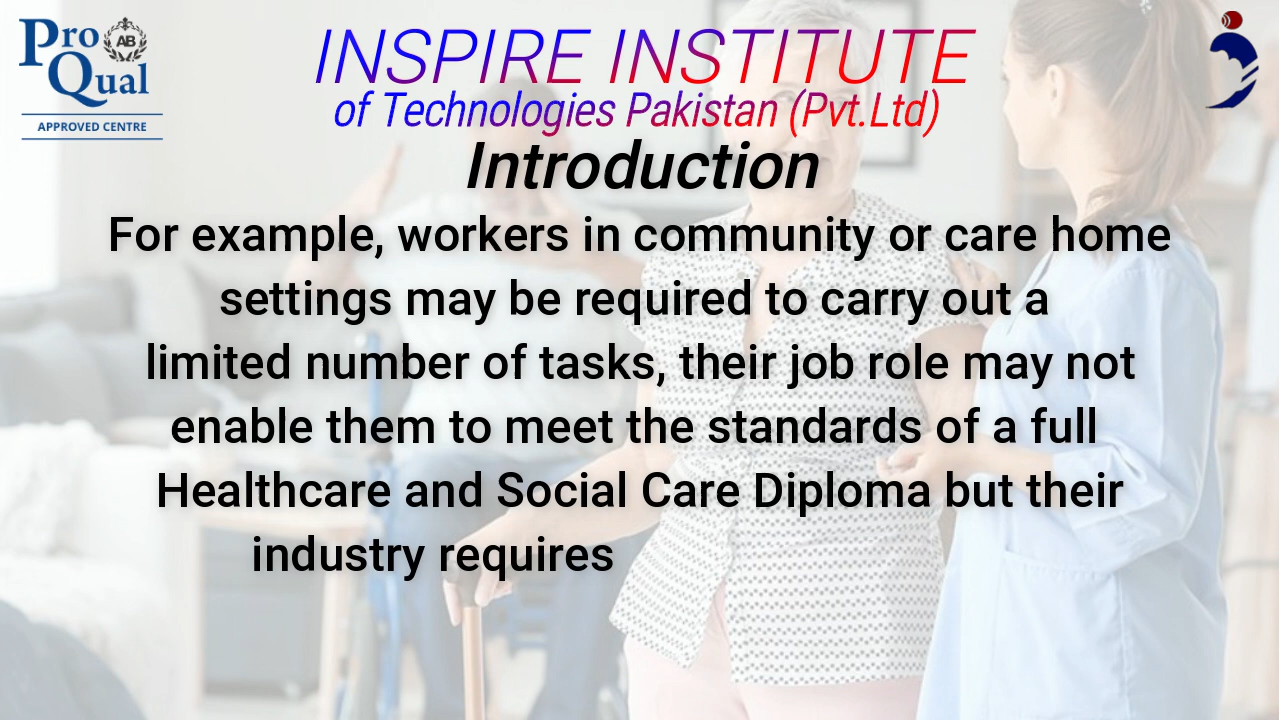 Pro
Qual
AB
APPROVED CENTRE
INSPIRE INSTITUTE
of Technologies Pakistan (Pvt.Ltd)
Introduction
For example, workers in community or care home
settings may be required to carry out a
limited number of tasks, their job role may not
enable them to meet the standards of a full
Healthcare and Social Care Diploma but their
industry requires